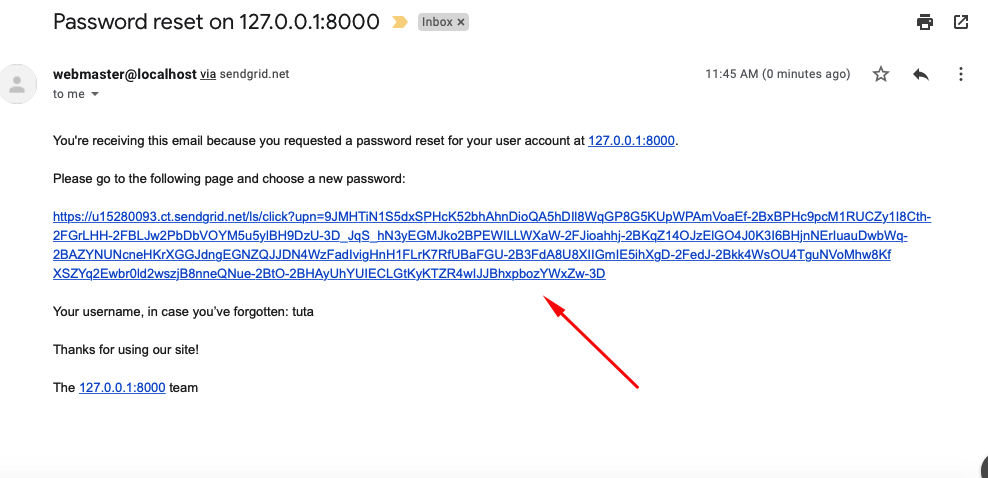 Password reset on 127.0.0.1:8000 Inbox ×
webmaster@localhost via sendgrid.net 11:45 AM (0 minutes ago)
to me
You're receiving this email because you requested a password reset for your user account at 127.0.0.1:8000.
Please go to the following page and choose a new password:
https://u15280093.ct.sendgrid.net/ls/click?upn=9JMHTiN1S5dxSPHcK52bhAhnDioQA5hDIl8WqGP8G5KUpWPAmVoaEf-2BxBPHc9pcM1RUCZy1I8Cth-
2FGrLHH-2FBLJw2PbDbVOYM5u5ylBH9DzU-3D_JqS_hN3yEGMJko2BPEWILLWXaW-2FJioahhj-2BKqZ14OJzElGO4J0K3I6BHjnNErIuauDwbWq-
2BAZYNUNcneHKrXGGJdngEGNZQJJDN4WzFadIvigHnH1FLrK7RfUBaFGU-2B3FdA8U8XIIGmIE5ihXgD-2FedJ-2Bkk4WsOU4TguNVoMhw8Kf
XSZYq2Ewbr0ld2wszjB8nneQNue-2BtO-2BHAyUhYUIECLGtKyKTZR4wIJJBhxpbozYWxZw-3D
Your username, in case you’ve forgotten: tuta
Thanks for using our site!
The 127.0.0.1:8000 team